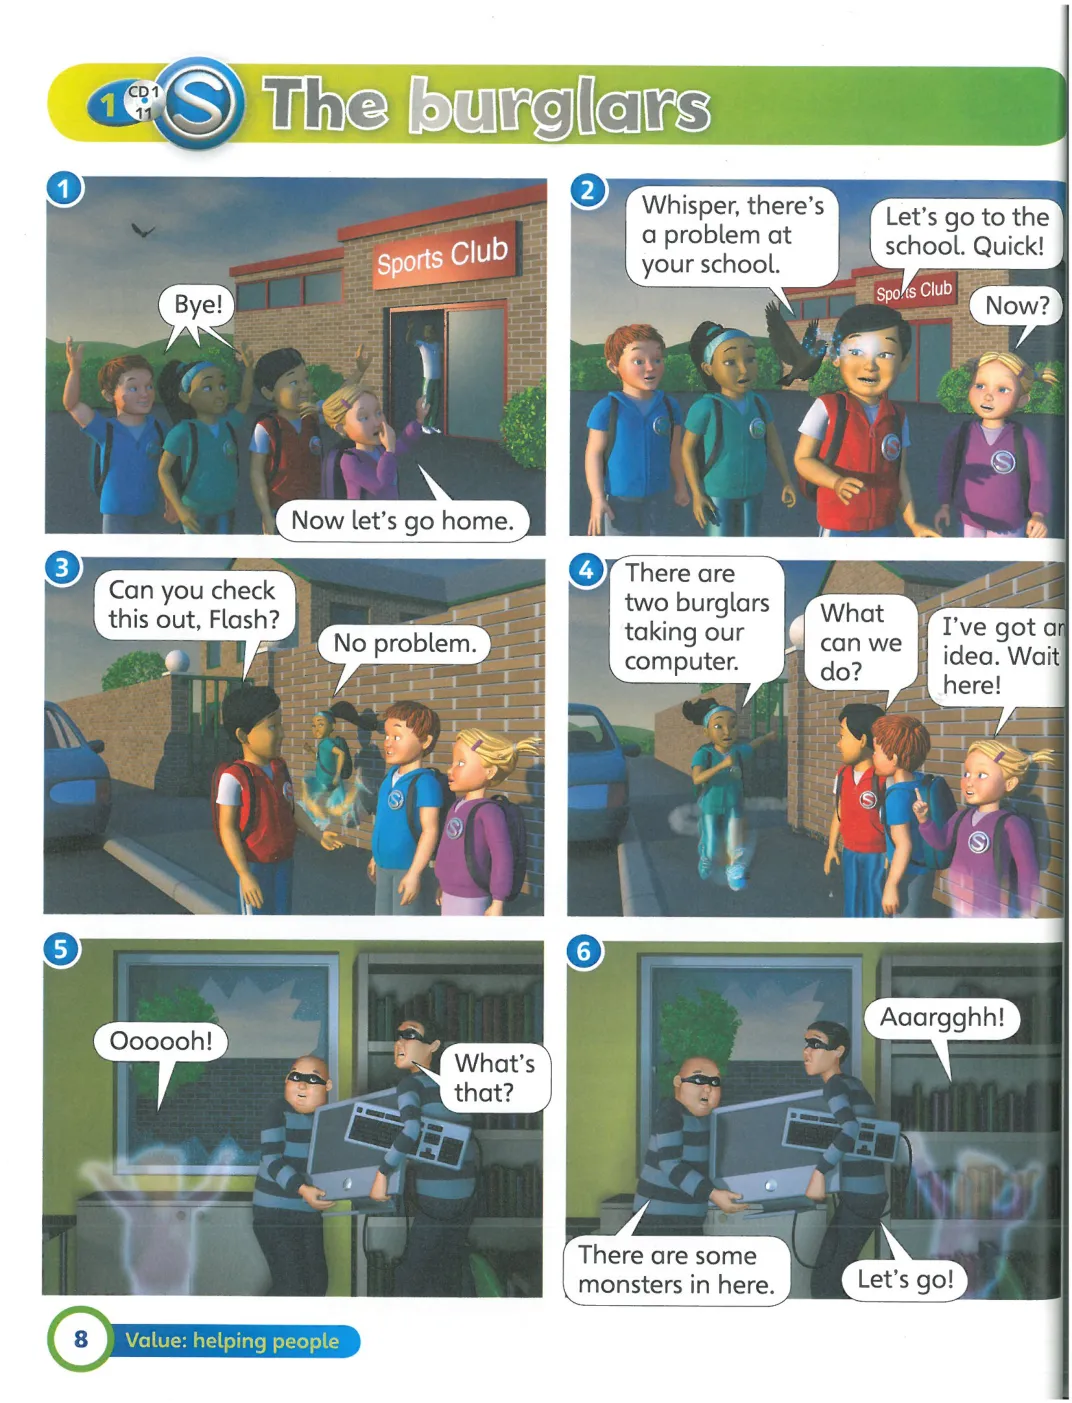 1
CD1
11
S The burglars
1
Sports Club
Bye!
Now let's go home.
2
Whisper, there's
a problem at
your school.
Let's go to the
school. Quick!
Sports Club
Now?
3
Can you check
this out, Flash?
No problem.
4
There are
two burglars
taking our
computer.
What
can we
do?
I've got an
idea. Wait
here!
5
Oooooh!
What's
that?
6
Aaargghh!
There are some
monsters in here.
Let's go!
8
Value: helping people